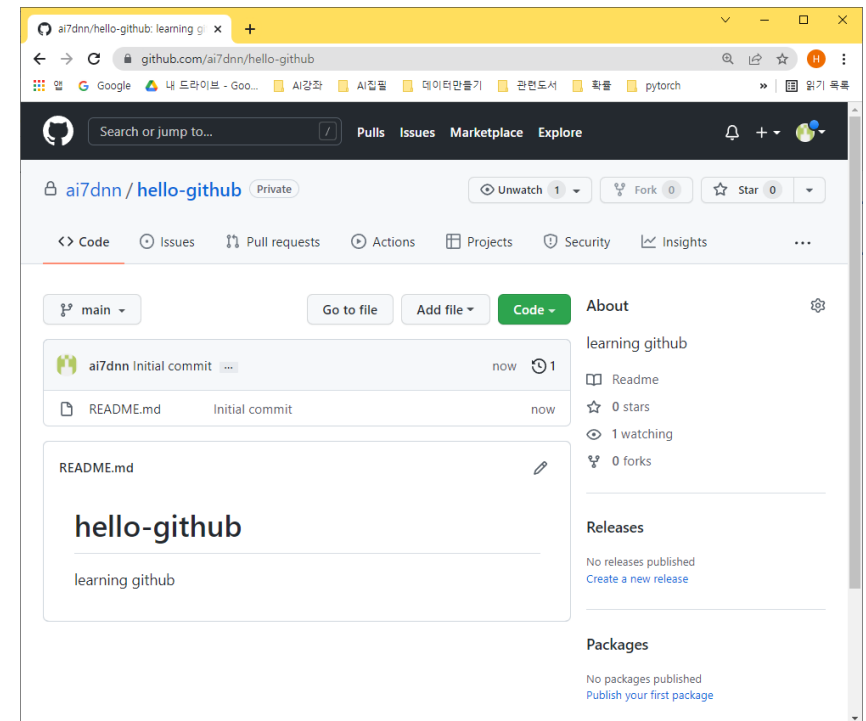 ai7dnn/hello-github: learning gi
github.com/ai7dnn/hello-github
H
앱 Google 내 드라이브 - Goo... AI강좌 AI집필 데이터만들기 관련도서 확률 pytorch » 읽기 목록
Search or jump to... / Pulls Issues Marketplace Explore
ai7dnn / hello-github Private Unwatch 1 Fork 0 Star 0
Code Issues Pull requests Actions Projects Security Insights ...
main Go to file Add file Code
ai7dnn Initial commit ... now 1
README.md Initial commit now
README.md
hello-github
learning github
About
learning github
Readme
0 stars
1 watching
0 forks
Releases
No releases published
Create a new release
Packages
No packages published
Publish your first package